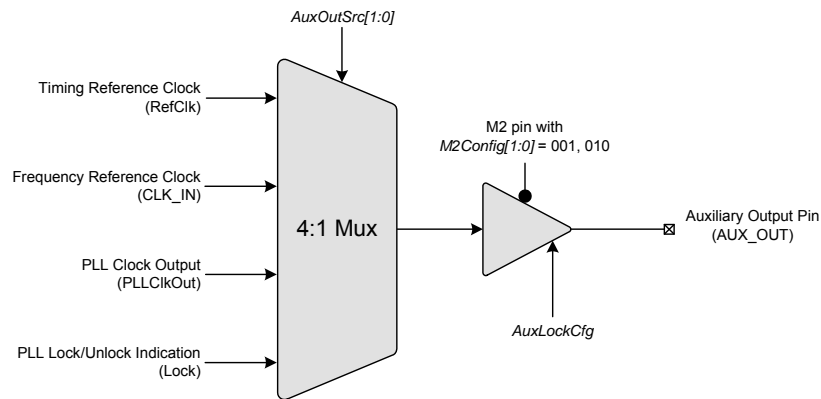 AuxOutSrc[1:0]
Timing Reference Clock
(RefClk)
M2 pin with
M2Config[1:0] = 001, 010
Frequency Reference Clock
(CLK_IN)
4:1 Mux
Auxiliary Output Pin
(AUX_OUT)
PLL Clock Output
(PLLClkOut)
AuxLockCfg
PLL Lock/Unlock Indication
(Lock)